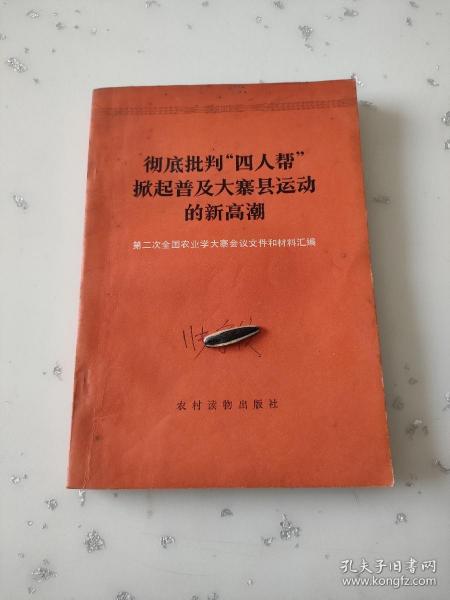 彻底批判“四人帮”
掀起普及大寨县运动
的新高潮
第二次全国农业学大寨会议文件和材料汇编
农村读物出版社
孔夫子旧书网
www.kongfz.com